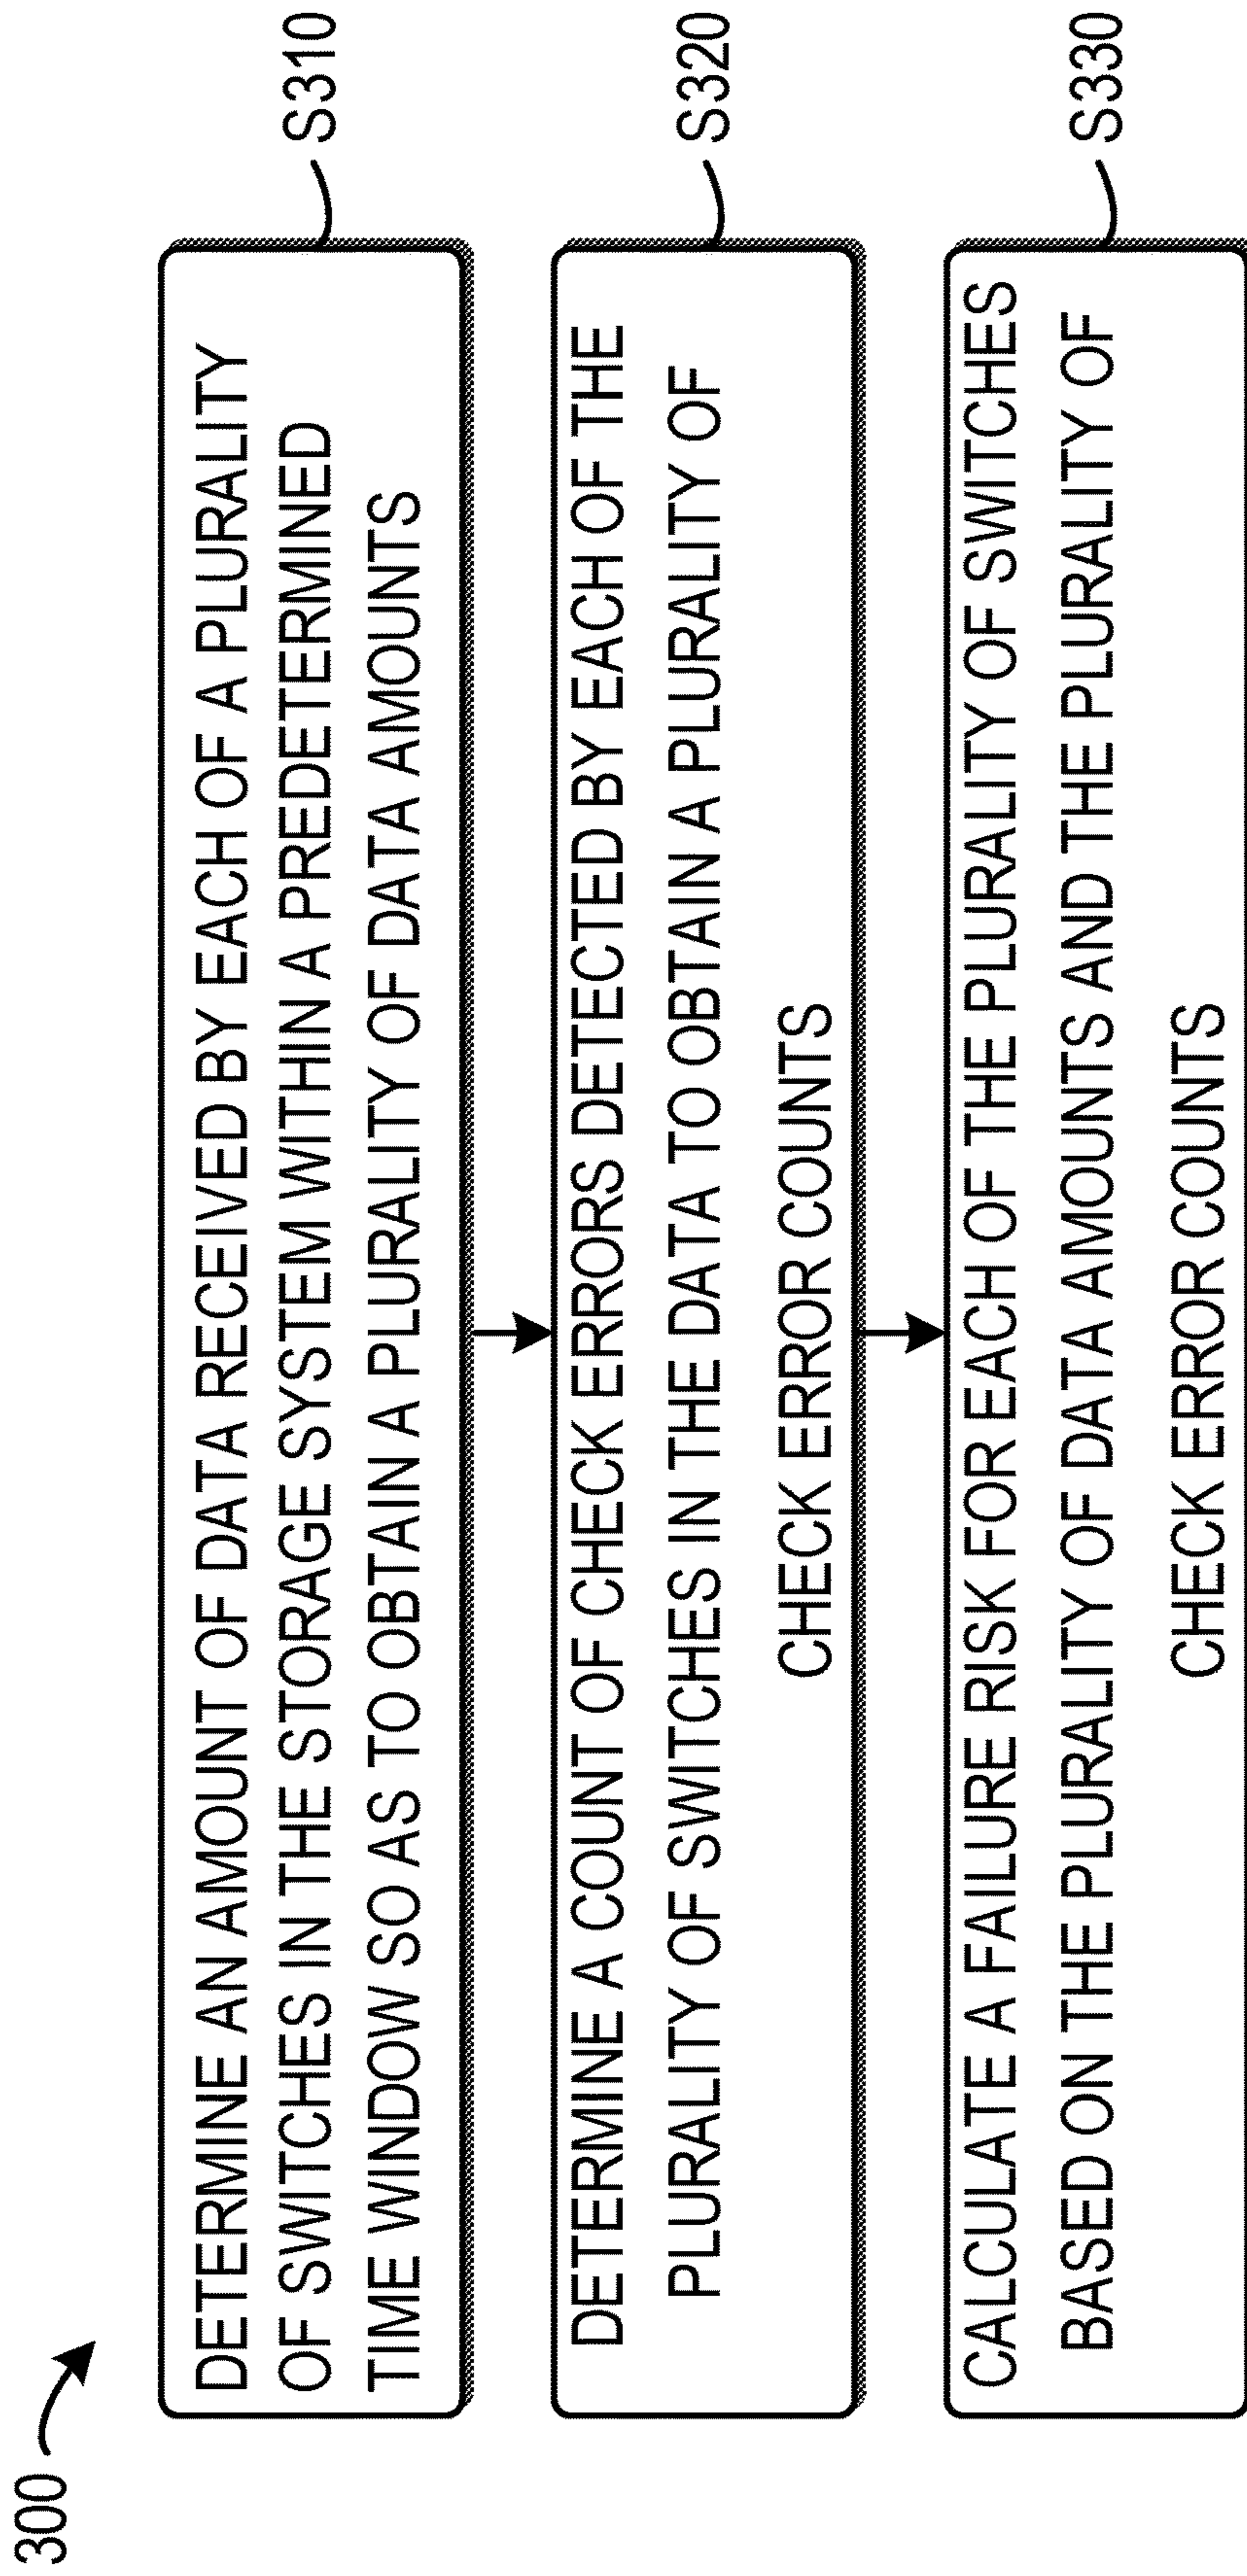 300
DETERMINE AN AMOUNT OF DATA RECEIVED BY EACH OF A PLURALITY
OF SWITCHES IN THE STORAGE SYSTEM WITHIN A PREDETERMINED
TIME WINDOW SO AS TO OBTAIN A PLURALITY OF DATA AMOUNTS
S310
DETERMINE A COUNT OF CHECK ERRORS DETECTED BY EACH OF THE
PLURALITY OF SWITCHES IN THE DATA TO OBTAIN A PLURALITY OF
CHECK ERROR COUNTS
S320
CALCULATE A FAILURE RISK FOR EACH OF THE PLURALITY OF SWITCHES
BASED ON THE PLURALITY OF DATA AMOUNTS AND THE PLURALITY OF
CHECK ERROR COUNTS
S330